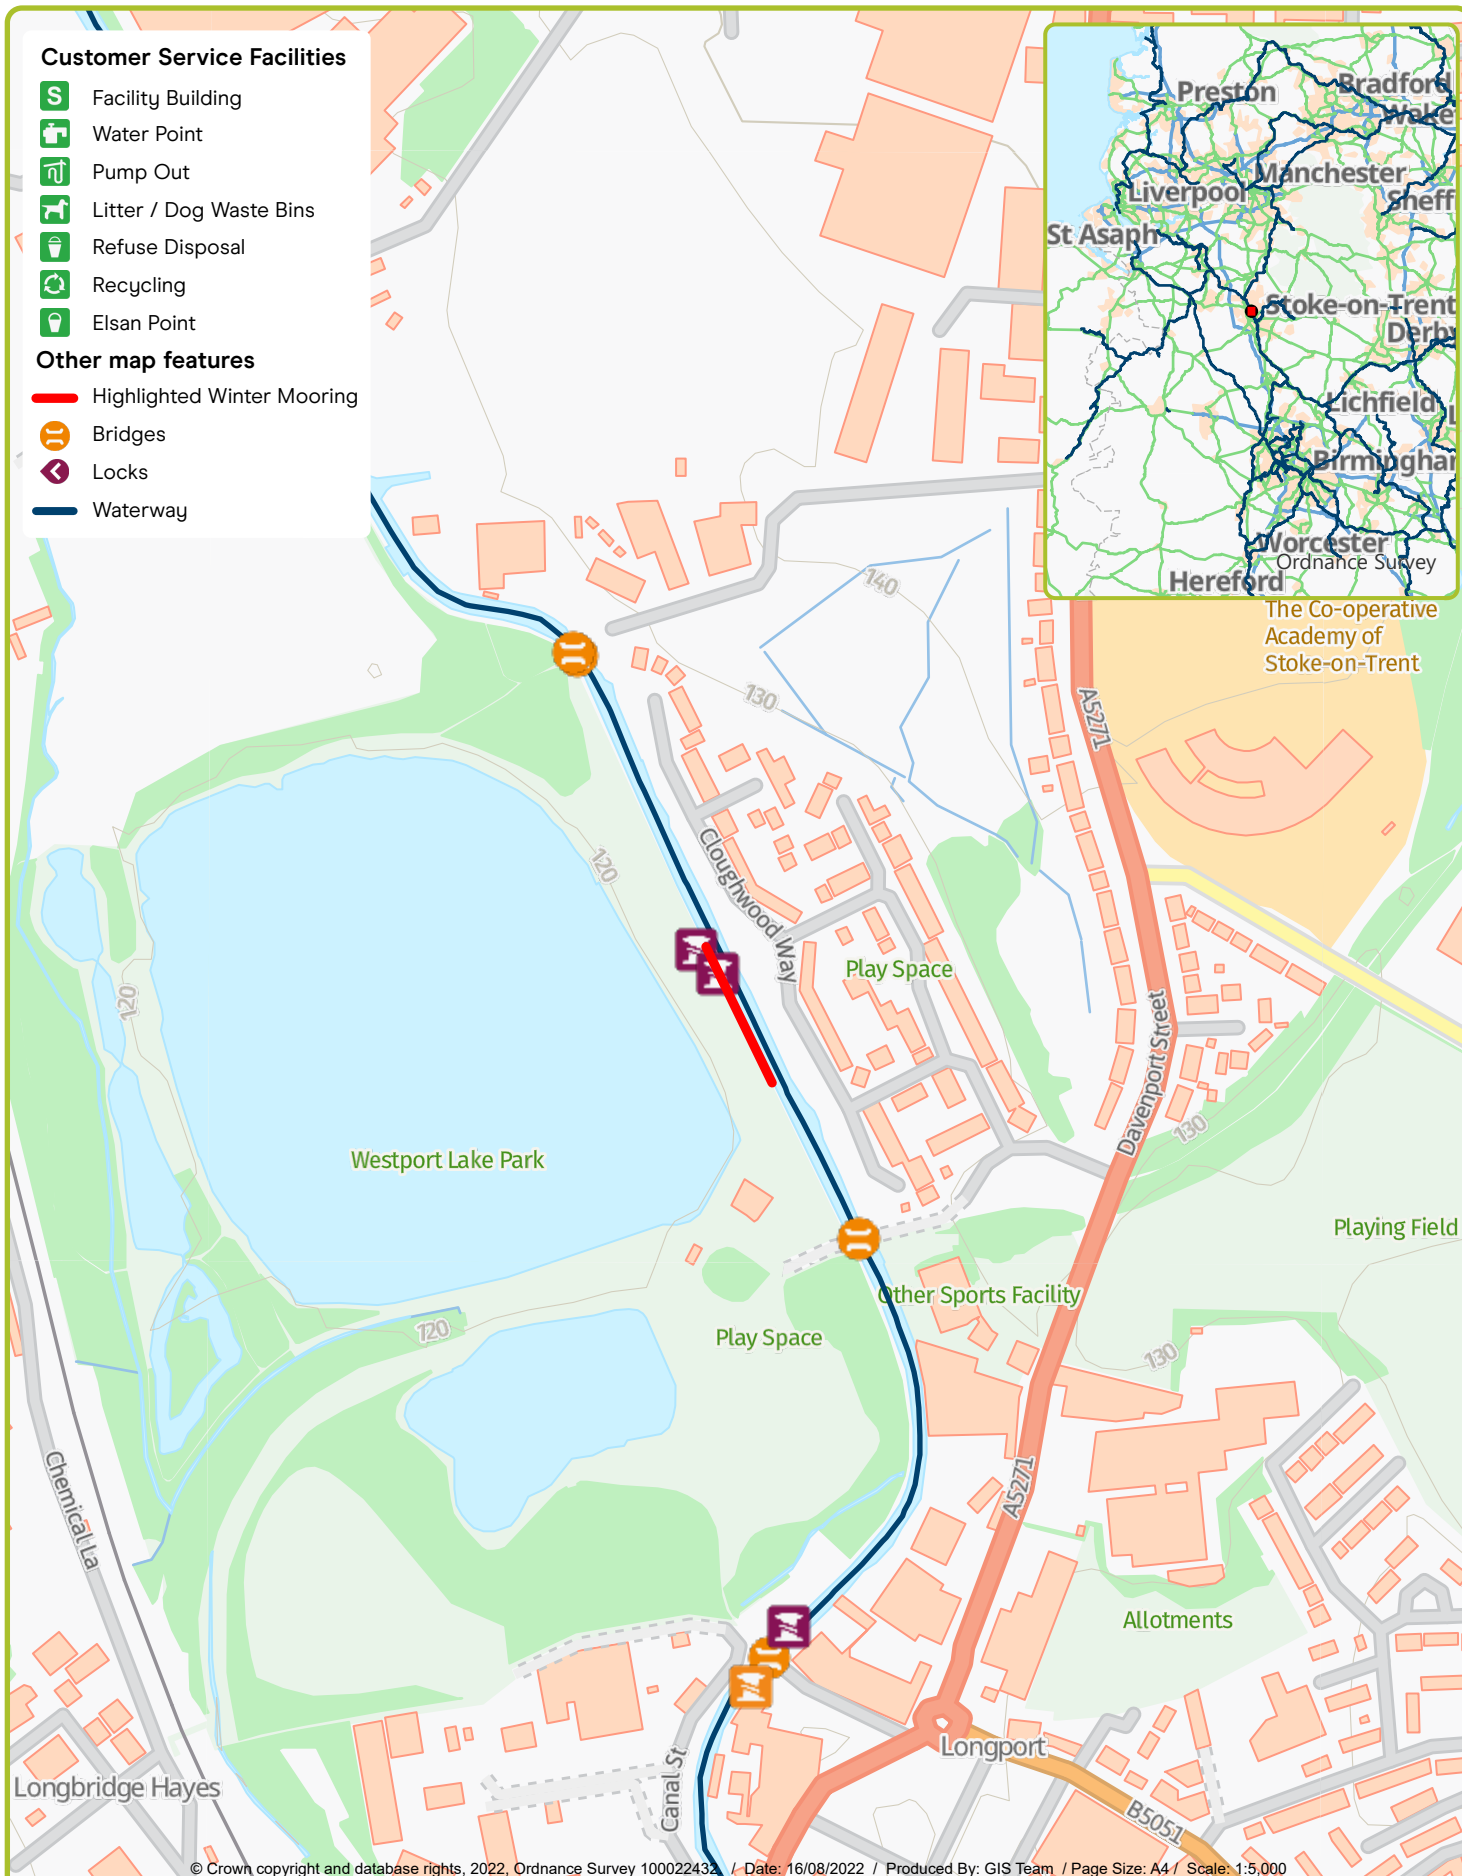 Customer Service Facilities
S
Facility Building
Water Point
Pump Out
Litter / Dog Waste Bins
Refuse Disposal
Recycling
Elsan Point
Other map features
Highlighted Winter Mooring
Bridges
Locks
Waterway
Preston
Bradford
Wake
Manchester
Liverpool
Sheff
St Asaph
Stoke-on-Trent
Derby
Lichfield
L
Birmingham
Worcester
Ordnance Survey
Hereford
The Co-operative
Academy of
Stoke-on-Trent
140
130
A5271
120
Cloughwood Way
Play Space
120
Davenport Street
130
Westport Lake Park
Playing Field
Other Sports Facility
120
Play Space
130
Chemical La
A5271
Allotments
Longport
Canal St
Longbridge Hayes
B5051
© Crown copyright and database rights, 2022, Ordnance Survey 100022432 / Date: 16/08/2022 / Produced By: GIS Team / Page Size: A4 / Scale: 1:5,000